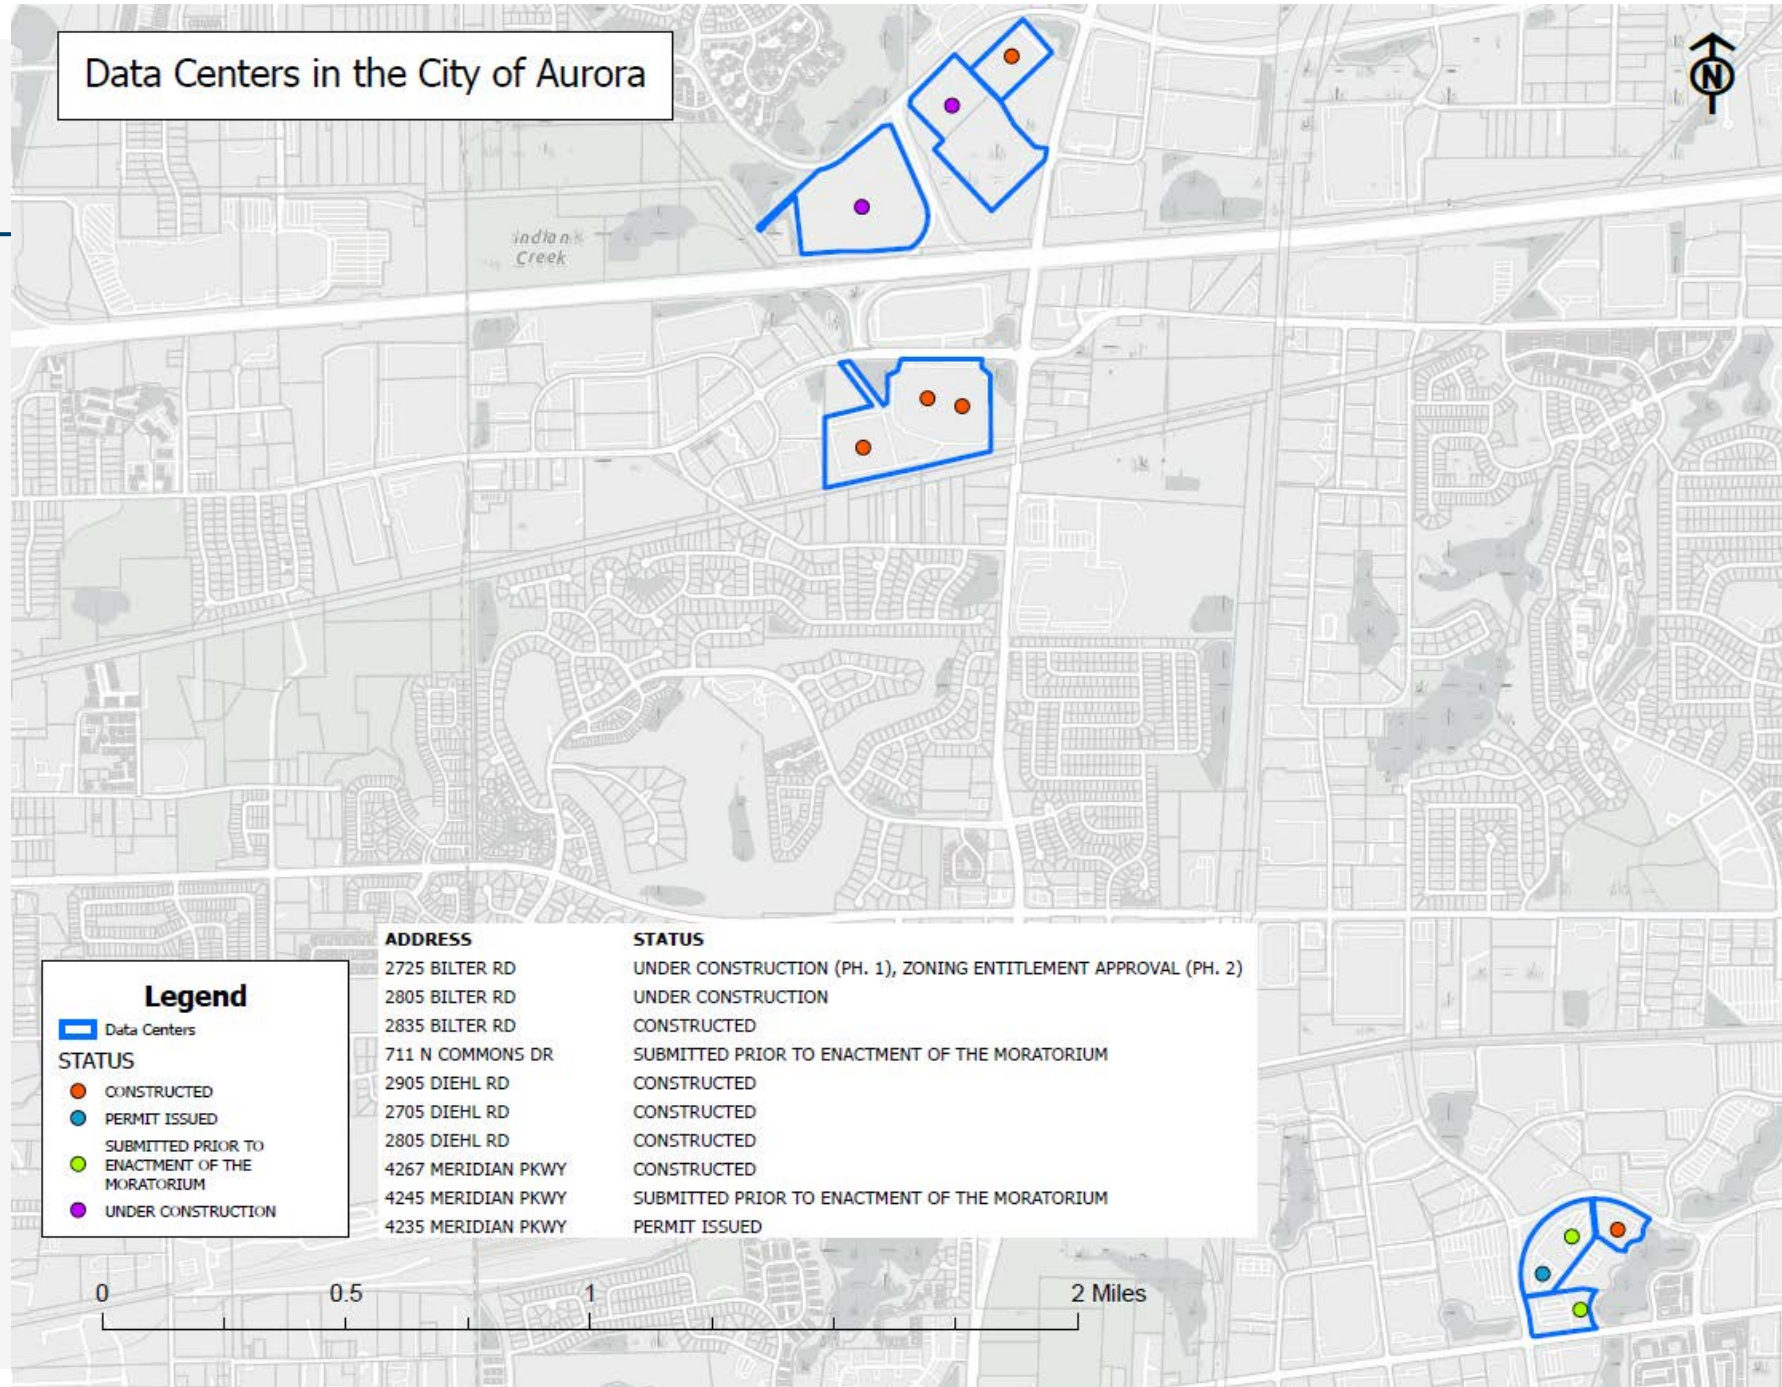 Data Centers in the City of Aurora
N
Indian
Creek
ADDRESS STATUS
2725 BILTER RD UNDER CONSTRUCTION (PH. 1), ZONING ENTITLEMENT APPROVAL (PH. 2)
2805 BILTER RD UNDER CONSTRUCTION
2835 BILTER RD CONSTRUCTED
711 N COMMONS DR SUBMITTED PRIOR TO ENACTMENT OF THE MORATORIUM
2905 DIEHL RD CONSTRUCTED
2705 DIEHL RD CONSTRUCTED
2805 DIEHL RD CONSTRUCTED
4267 MERIDIAN PKWY CONSTRUCTED
4245 MERIDIAN PKWY SUBMITTED PRIOR TO ENACTMENT OF THE MORATORIUM
4235 MERIDIAN PKWY PERMIT ISSUED
Legend
Data Centers
STATUS
CONSTRUCTED
PERMIT ISSUED
SUBMITTED PRIOR TO
ENACTMENT OF THE
MORATORIUM
UNDER CONSTRUCTION
0 0.5 1 2 Miles